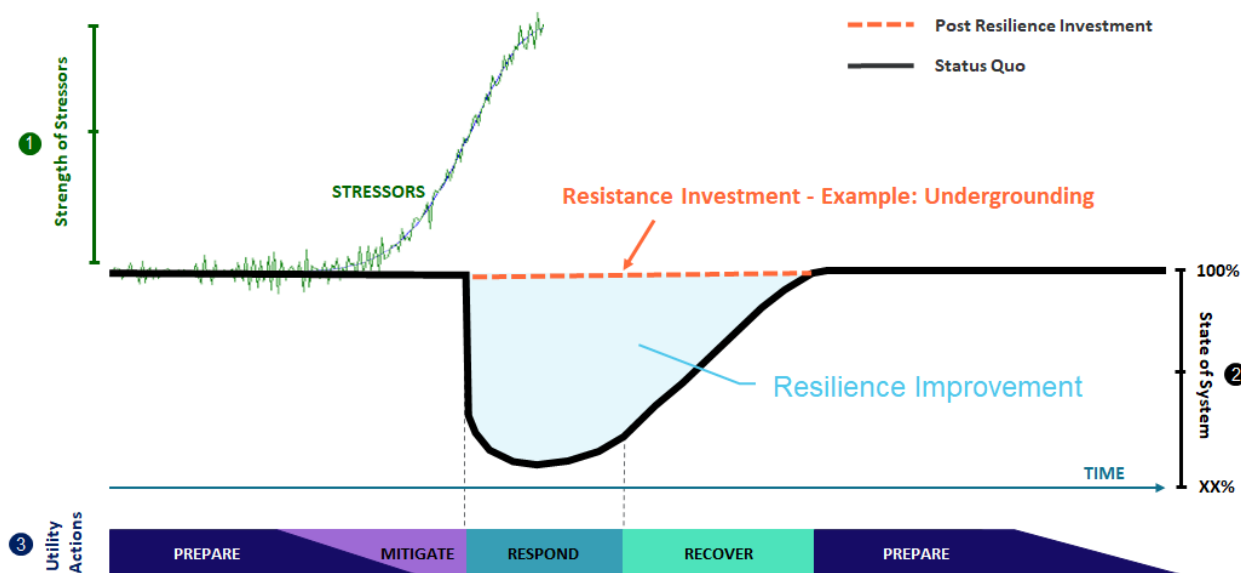 Post Resilience Investment
Status Quo
1
Strength of Stressors
STRESSORS
Resistance Investment - Example: Undergrounding
100%
State of System
2
Resilience Improvement
TIME
XX%
3
Utility
Actions
PREPARE
MITIGATE
RESPOND
RECOVER
PREPARE